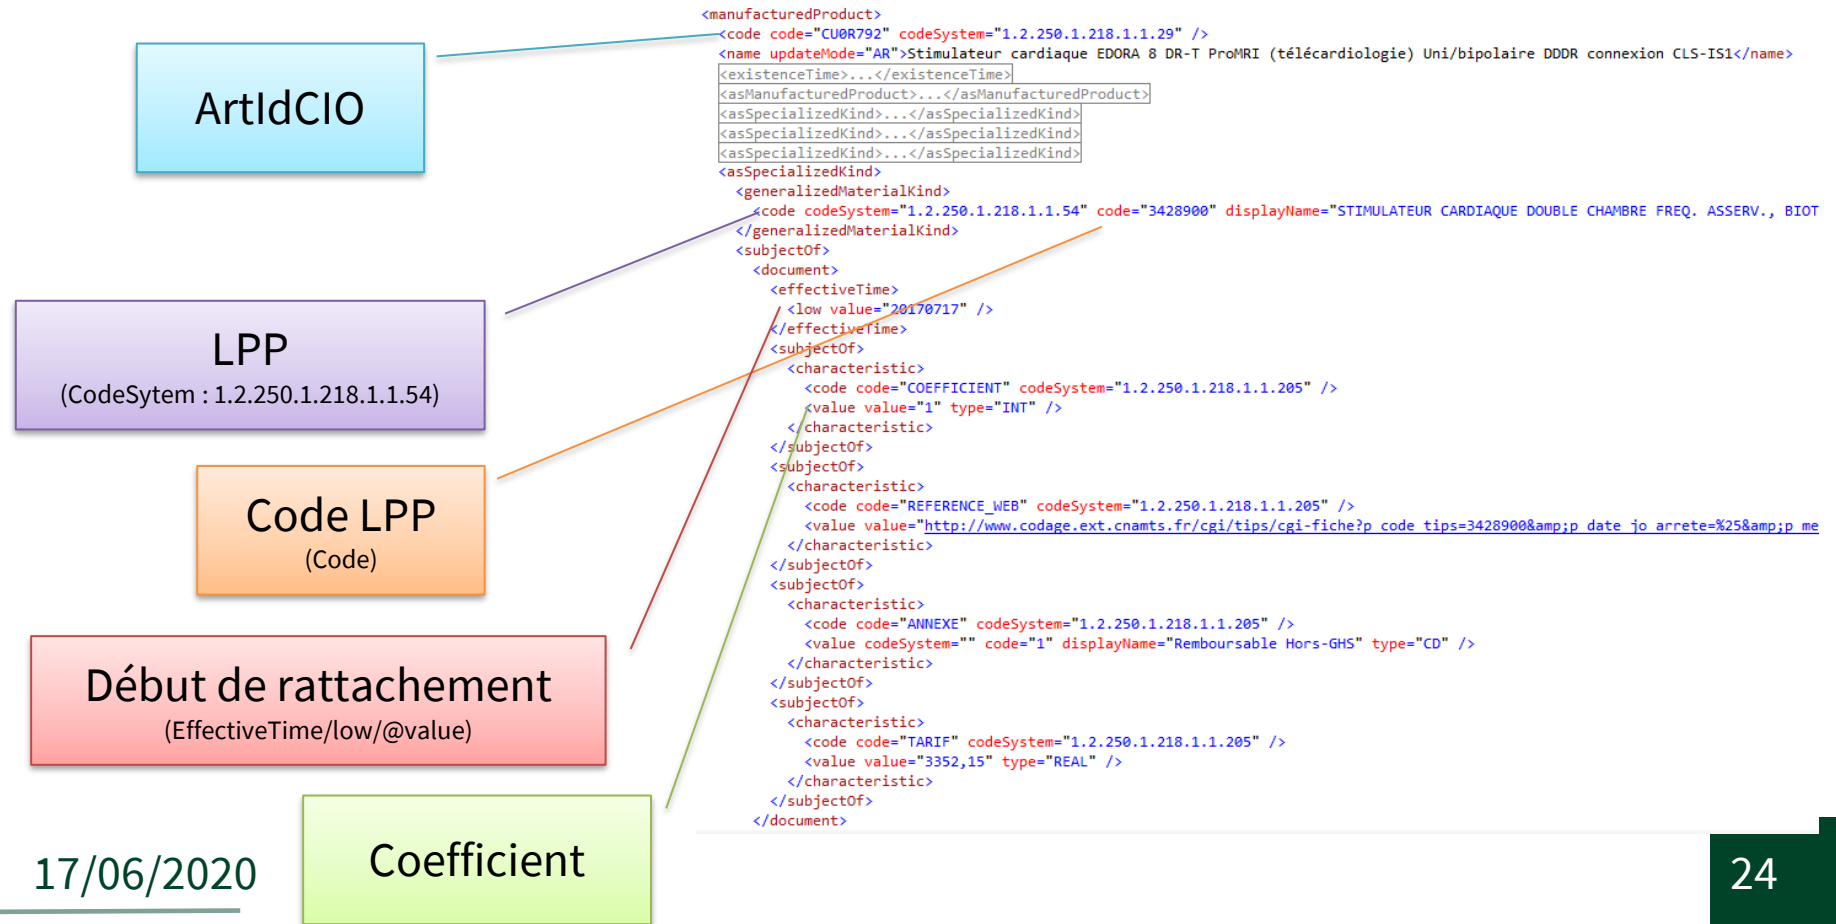 ArtIdCIO
LPP
(CodeSytem : 1.2.250.1.218.1.1.54)
Code LPP
(Code)
Début de rattachement
(EffectiveTime/low/@value)
Coefficient
<manufacturedProduct>
<code code="CU0R792" codeSystem="1.2.250.1.218.1.1.29" />
<name updateMode="AR">Stimulateur cardiaque EDORA 8 DR-T ProMRI (télécardiologie) Uni/bipolaire DDDR connexion CLS-IS1</name>
<existenceTime>...</existenceTime>
<asManufacturedProduct>...</asManufacturedProduct>
<asSpecializedKind>...</asSpecializedKind>
<asSpecializedKind>...</asSpecializedKind>
<asSpecializedKind>...</asSpecializedKind>
<asSpecializedKind>
<generalizedMaterialKind>
<code codeSystem="1.2.250.1.218.1.1.54" code="3428900" displayName="STIMULATEUR CARDIAQUE DOUBLE CHAMBRE FREQ. ASSERV., BIOT
</generalizedMaterialKind>
<subjectOf>
<document>
<effectiveTime>
<low value="20170717" />
</effectiveTime>
<subjectOf>
<characteristic>
<code code="COEFFICIENT" codeSystem="1.2.250.1.218.1.1.205" />
<value value="1" type="INT" />
</characteristic>
</subjectOf>
<subjectOf>
<characteristic>
<code code="REFERENCE_WEB" codeSystem="1.2.250.1.218.1.1.205" />
<value value="http://www.codage.ext.cnamts.fr/cgi/tips/cgi-fiche?p_code_tips=3428900&amp;p_date_jo_arrete=%25&amp;p_me
</characteristic>
</subjectOf>
<subjectOf>
<characteristic>
<code code="ANNEXE" codeSystem="1.2.250.1.218.1.1.205" />
<value codeSystem="" code="1" displayName="Remboursable Hors-GHS" type="CD" />
</characteristic>
</subjectOf>
<subjectOf>
<characteristic>
<code code="TARIF" codeSystem="1.2.250.1.218.1.1.205" />
<value value="3352,15" type="REAL" />
</characteristic>
</subjectOf>
</document>
17/06/2020
24